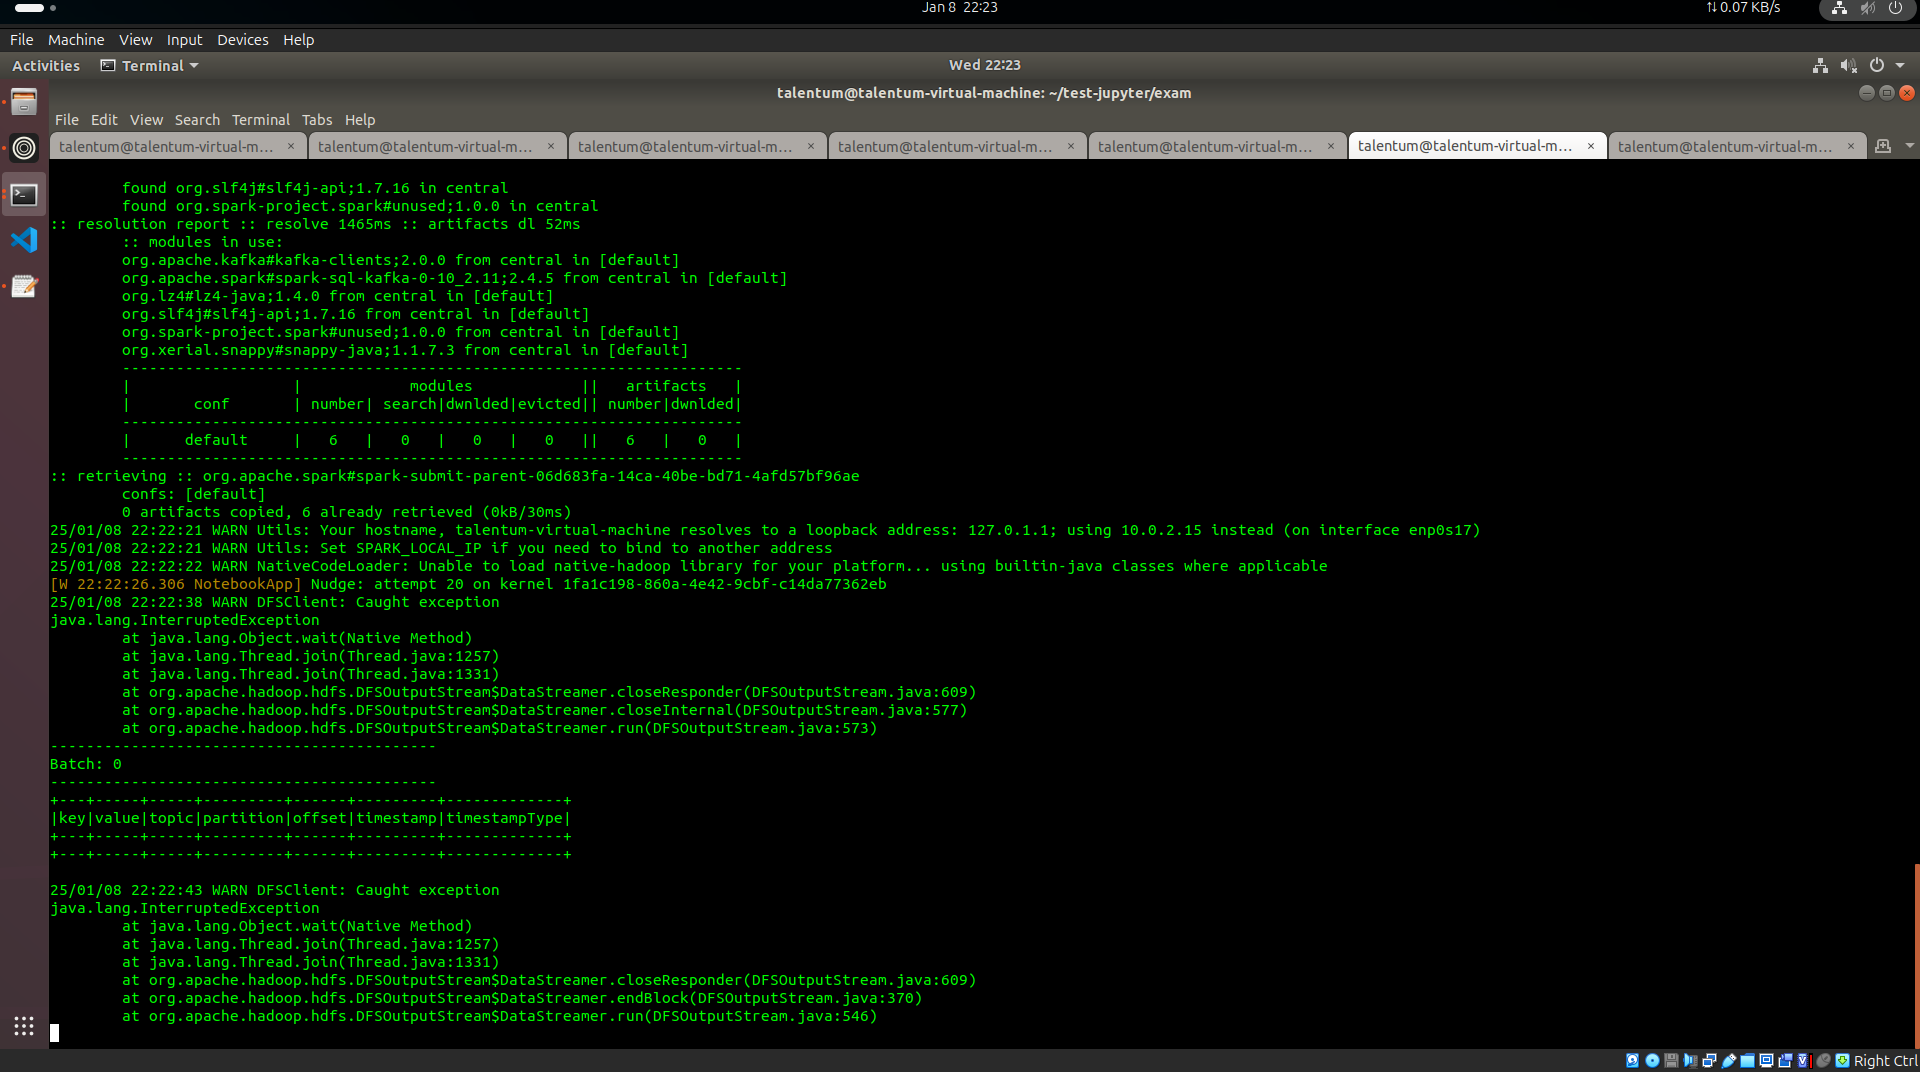 Jan 8 22:23
0.07 KB/s
File Machine View Input Devices Help
Activities Terminal
Wed 22:23
talentum@talentum-virtual-machine: ~/test-jupyter/exam
File Edit View Search Terminal Tabs Help
talentum@talentum-virtual-m... × talentum@talentum-virtual-m... × talentum@talentum-virtual-m... × talentum@talentum-virtual-m... × talentum@talentum-virtual-m... × talentum@talentum-virtual-m... × talentum@talentum-virtual-m... ×
        found org.slf4j#slf4j-api;1.7.16 in central
        found org.spark-project.spark#unused;1.0.0 in central
:: resolution report :: resolve 1465ms :: artifacts dl 52ms
        :: modules in use:
        org.apache.kafka#kafka-clients;2.0.0 from central in [default]
        org.apache.spark#spark-sql-kafka-0-10_2.11;2.4.5 from central in [default]
        org.lz4#lz4-java;1.4.0 from central in [default]
        org.slf4j#slf4j-api;1.7.16 from central in [default]
        org.spark-project.spark#unused;1.0.0 from central in [default]
        org.xerial.snappy#snappy-java;1.1.7.3 from central in [default]
        ---------------------------------------------------------------------
        |                  |            modules            ||   artifacts   |
        |       conf       | number| search|dwnlded|evicted|| number|dwnlded|
        ---------------------------------------------------------------------
        |      default     |   6   |   0   |   0   |   0   ||   6   |   0   |
        ---------------------------------------------------------------------
:: retrieving :: org.apache.spark#spark-submit-parent-06d683fa-14ca-40be-bd71-4afd57bf96ae
        confs: [default]
        0 artifacts copied, 6 already retrieved (0kB/30ms)
25/01/08 22:22:21 WARN Utils: Your hostname, talentum-virtual-machine resolves to a loopback address: 127.0.1.1; using 10.0.2.15 instead (on interface enp0s17)
25/01/08 22:22:21 WARN Utils: Set SPARK_LOCAL_IP if you need to bind to another address
25/01/08 22:22:22 WARN NativeCodeLoader: Unable to load native-hadoop library for your platform... using builtin-java classes where applicable
[W 22:22:26.306 NotebookApp] Nudge: attempt 20 on kernel 1fa1c198-860a-4e42-9cbf-c14da77362eb
25/01/08 22:22:38 WARN DFSClient: Caught exception
java.lang.InterruptedException
        at java.lang.Object.wait(Native Method)
        at java.lang.Thread.join(Thread.java:1257)
        at java.lang.Thread.join(Thread.java:1331)
        at org.apache.hadoop.hdfs.DFSOutputStream$DataStreamer.closeResponder(DFSOutputStream.java:609)
        at org.apache.hadoop.hdfs.DFSOutputStream$DataStreamer.closeInternal(DFSOutputStream.java:577)
        at org.apache.hadoop.hdfs.DFSOutputStream$DataStreamer.run(DFSOutputStream.java:573)
-------------------------------------------
Batch: 0
-------------------------------------------
+---+-----+-----+---------+------+---------+-------------+
|key|value|topic|partition|offset|timestamp|timestampType|
+---+-----+-----+---------+------+---------+-------------+
+---+-----+-----+---------+------+---------+-------------+
25/01/08 22:22:43 WARN DFSClient: Caught exception
java.lang.InterruptedException
        at java.lang.Object.wait(Native Method)
        at java.lang.Thread.join(Thread.java:1257)
        at java.lang.Thread.join(Thread.java:1331)
        at org.apache.hadoop.hdfs.DFSOutputStream$DataStreamer.closeResponder(DFSOutputStream.java:609)
        at org.apache.hadoop.hdfs.DFSOutputStream$DataStreamer.endBlock(DFSOutputStream.java:370)
        at org.apache.hadoop.hdfs.DFSOutputStream$DataStreamer.run(DFSOutputStream.java:546)
Right Ctrl